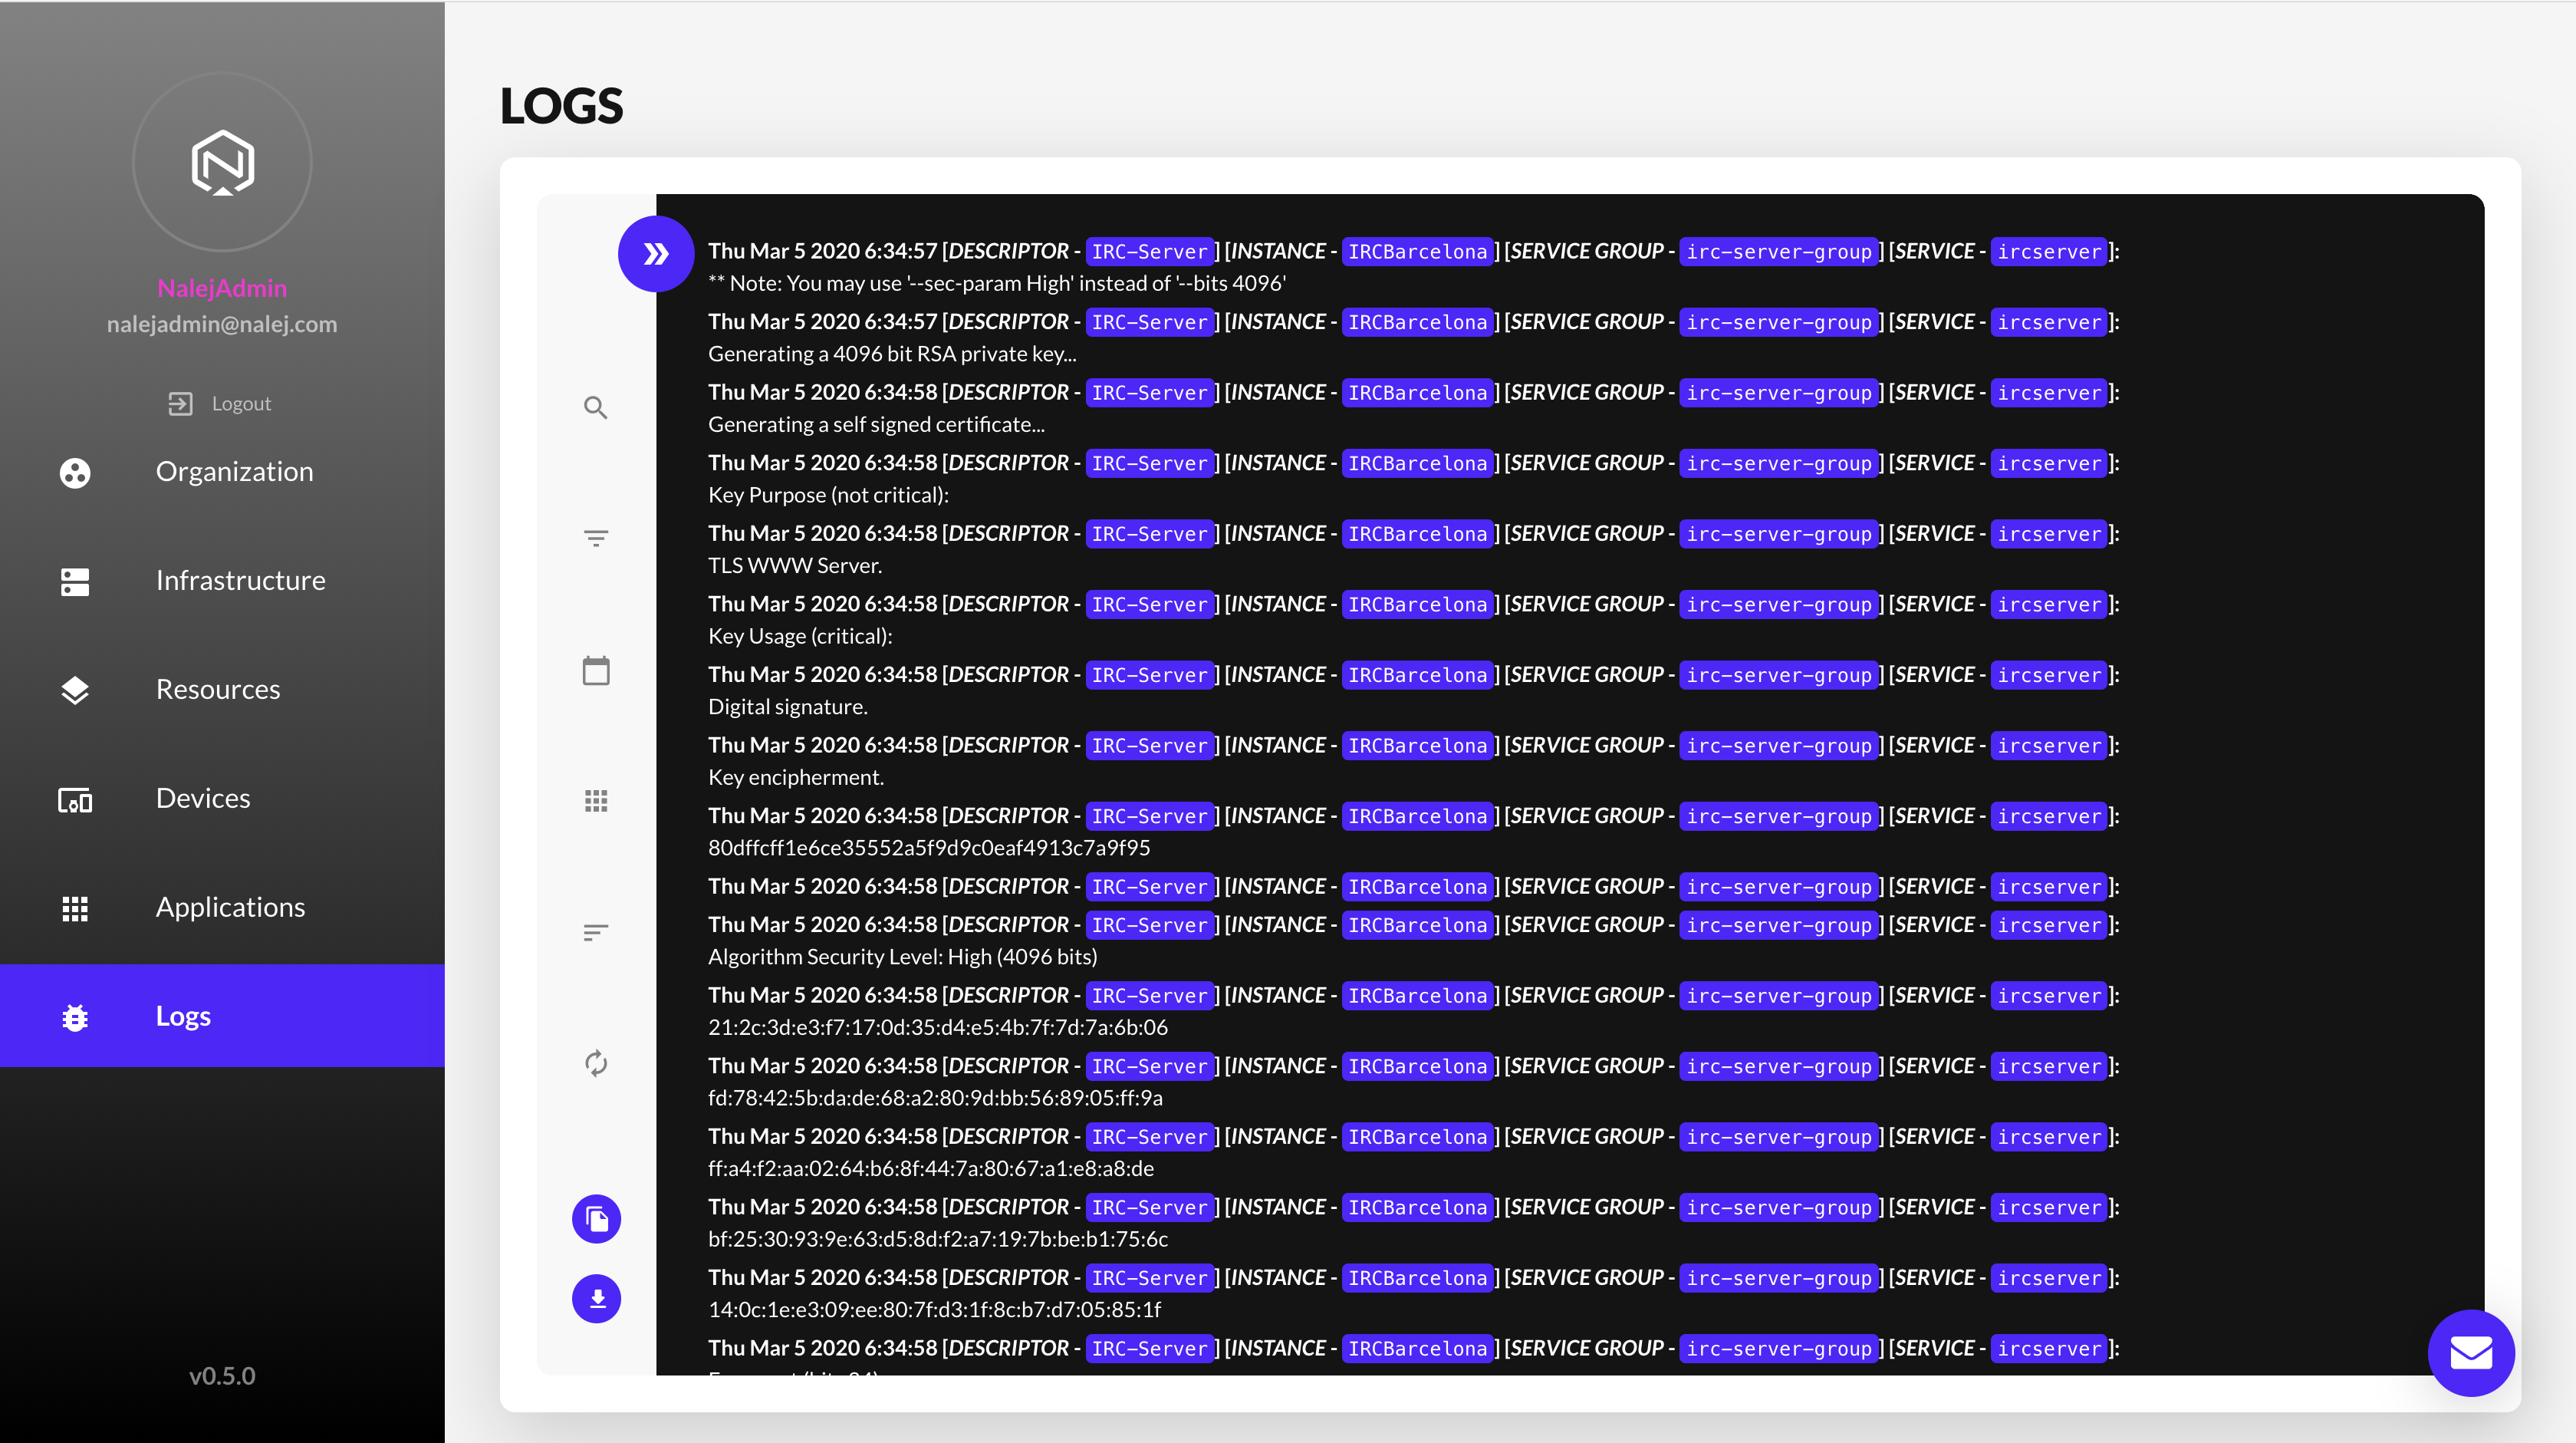 NalejAdmin
nalejadmin@nalej.com
Logout
Organization
Infrastructure
Resources
Devices
Applications
Logs
v0.5.0
LOGS
Thu Mar 5 2020 6:34:57 [DESCRIPTOR - IRC-Server] [INSTANCE - IRCBarcelona] [SERVICE GROUP - irc-server-group] [SERVICE - ircserver]:
** Note: You may use '--sec-param High' instead of '--bits 4096'
Thu Mar 5 2020 6:34:57 [DESCRIPTOR - IRC-Server] [INSTANCE - IRCBarcelona] [SERVICE GROUP - irc-server-group] [SERVICE - ircserver]:
Generating a 4096 bit RSA private key...
Thu Mar 5 2020 6:34:58 [DESCRIPTOR - IRC-Server] [INSTANCE - IRCBarcelona] [SERVICE GROUP - irc-server-group] [SERVICE - ircserver]:
Generating a self signed certificate...
Thu Mar 5 2020 6:34:58 [DESCRIPTOR - IRC-Server] [INSTANCE - IRCBarcelona] [SERVICE GROUP - irc-server-group] [SERVICE - ircserver]:
Key Purpose (not critical):
Thu Mar 5 2020 6:34:58 [DESCRIPTOR - IRC-Server] [INSTANCE - IRCBarcelona] [SERVICE GROUP - irc-server-group] [SERVICE - ircserver]:
TLS WWW Server.
Thu Mar 5 2020 6:34:58 [DESCRIPTOR - IRC-Server] [INSTANCE - IRCBarcelona] [SERVICE GROUP - irc-server-group] [SERVICE - ircserver]:
Key Usage (critical):
Thu Mar 5 2020 6:34:58 [DESCRIPTOR - IRC-Server] [INSTANCE - IRCBarcelona] [SERVICE GROUP - irc-server-group] [SERVICE - ircserver]:
Digital signature.
Thu Mar 5 2020 6:34:58 [DESCRIPTOR - IRC-Server] [INSTANCE - IRCBarcelona] [SERVICE GROUP - irc-server-group] [SERVICE - ircserver]:
Key encipherment.
Thu Mar 5 2020 6:34:58 [DESCRIPTOR - IRC-Server] [INSTANCE - IRCBarcelona] [SERVICE GROUP - irc-server-group] [SERVICE - ircserver]:
80dffcff1e6ce35552a5f9d9c0eaf4913c7a9f95
Thu Mar 5 2020 6:34:58 [DESCRIPTOR - IRC-Server] [INSTANCE - IRCBarcelona] [SERVICE GROUP - irc-server-group] [SERVICE - ircserver]:
Thu Mar 5 2020 6:34:58 [DESCRIPTOR - IRC-Server] [INSTANCE - IRCBarcelona] [SERVICE GROUP - irc-server-group] [SERVICE - ircserver]:
Algorithm Security Level: High (4096 bits)
Thu Mar 5 2020 6:34:58 [DESCRIPTOR - IRC-Server] [INSTANCE - IRCBarcelona] [SERVICE GROUP - irc-server-group] [SERVICE - ircserver]:
21:2c:3d:e3:f7:17:0d:35:d4:e5:4b:7f:7d:7a:6b:06
Thu Mar 5 2020 6:34:58 [DESCRIPTOR - IRC-Server] [INSTANCE - IRCBarcelona] [SERVICE GROUP - irc-server-group] [SERVICE - ircserver]:
fd:78:42:5b:da:de:68:a2:80:9d:bb:56:89:05:ff:9a
Thu Mar 5 2020 6:34:58 [DESCRIPTOR - IRC-Server] [INSTANCE - IRCBarcelona] [SERVICE GROUP - irc-server-group] [SERVICE - ircserver]:
ff:a4:f2:aa:02:64:b6:8f:44:7a:80:67:a1:e8:a8:de
Thu Mar 5 2020 6:34:58 [DESCRIPTOR - IRC-Server] [INSTANCE - IRCBarcelona] [SERVICE GROUP - irc-server-group] [SERVICE - ircserver]:
bf:25:30:93:9e:63:d5:8d:f2:a7:19:7b:be:b1:75:6c
Thu Mar 5 2020 6:34:58 [DESCRIPTOR - IRC-Server] [INSTANCE - IRCBarcelona] [SERVICE GROUP - irc-server-group] [SERVICE - ircserver]:
14:0c:1e:e3:09:ee:80:7f:d3:1f:8c:b7:d7:05:85:1f
Thu Mar 5 2020 6:34:58 [DESCRIPTOR - IRC-Server] [INSTANCE - IRCBarcelona] [SERVICE GROUP - irc-server-group] [SERVICE - ircserver]: